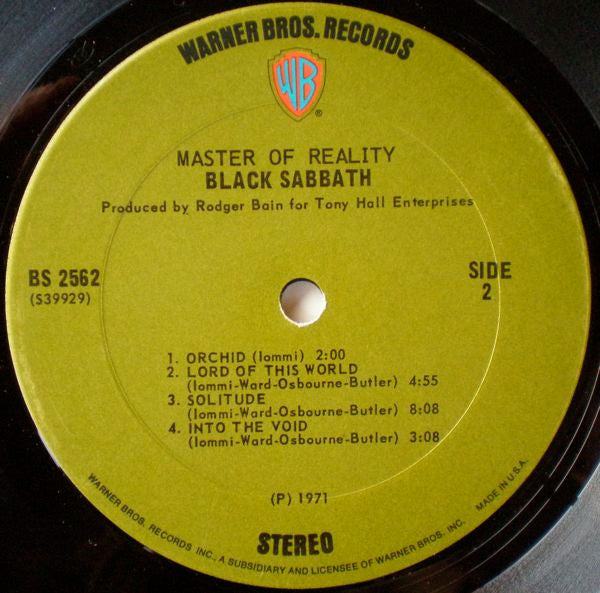 WARNER BROS. RECORDS
WB
®
MASTER OF REALITY
BLACK SABBATH
Produced by Rodger Bain for Tony Hall Enterprises
BS 2562
(S39929)
SIDE
2
1. ORCHID (Iommi) 2:00
2. LORD OF THIS WORLD
(Iommi-Ward-Osbourne-Butler) 4:55
3. SOLITUDE
(Iommi-Ward-Osbourne-Butler) 8:08
4. INTO THE VOID
(Iommi-Ward-Osbourne-Butler) 3:08
(P) 1971
STEREO
WARNER BROS. RECORDS INC., A SUBSIDIARY AND LICENSEE OF WARNER BROS. INC.
MADE IN U.S.A.